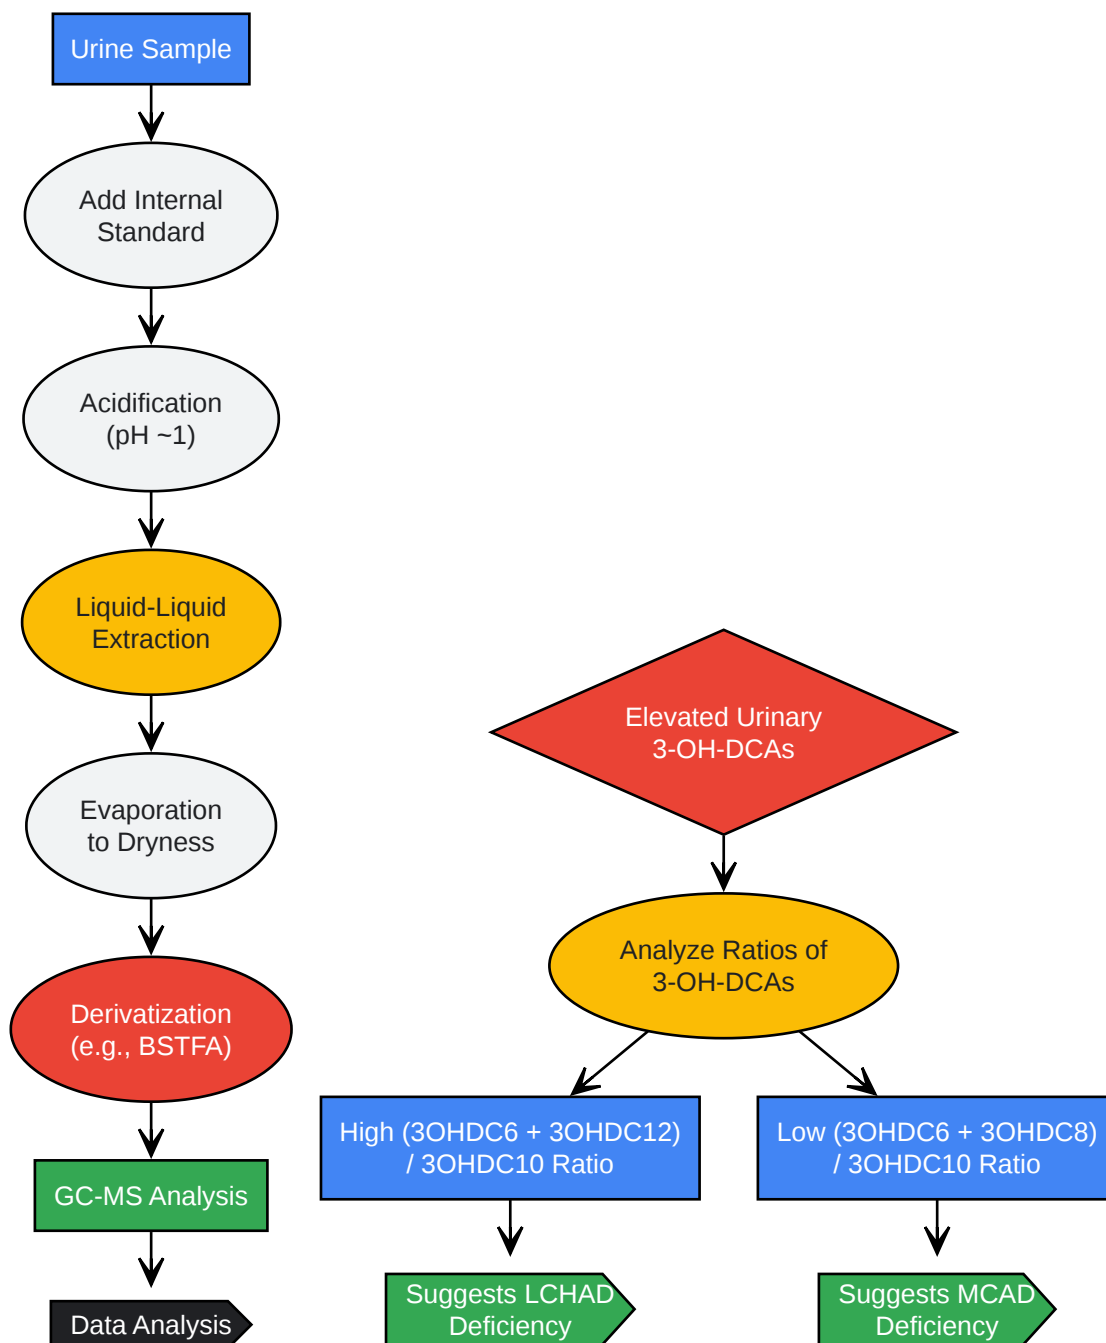 Urine Sample
Add Internal
Standard
Acidification
(pH ~1)
Liquid-Liquid
Extraction
Evaporation
to Dryness
Derivatization
(e.g., BSTFA)
GC-MS Analysis
Data Analysis
Elevated Urinary
3-OH-DCAs
Analyze Ratios of
3-OH-DCAs
High (3OHDC6 + 3OHDC12)
/ 3OHDC10 Ratio
Low (3OHDC6 + 3OHDC8)
/ 3OHDC10 Ratio
Suggests LCHAD
Deficiency
Suggests MCAD
Deficiency